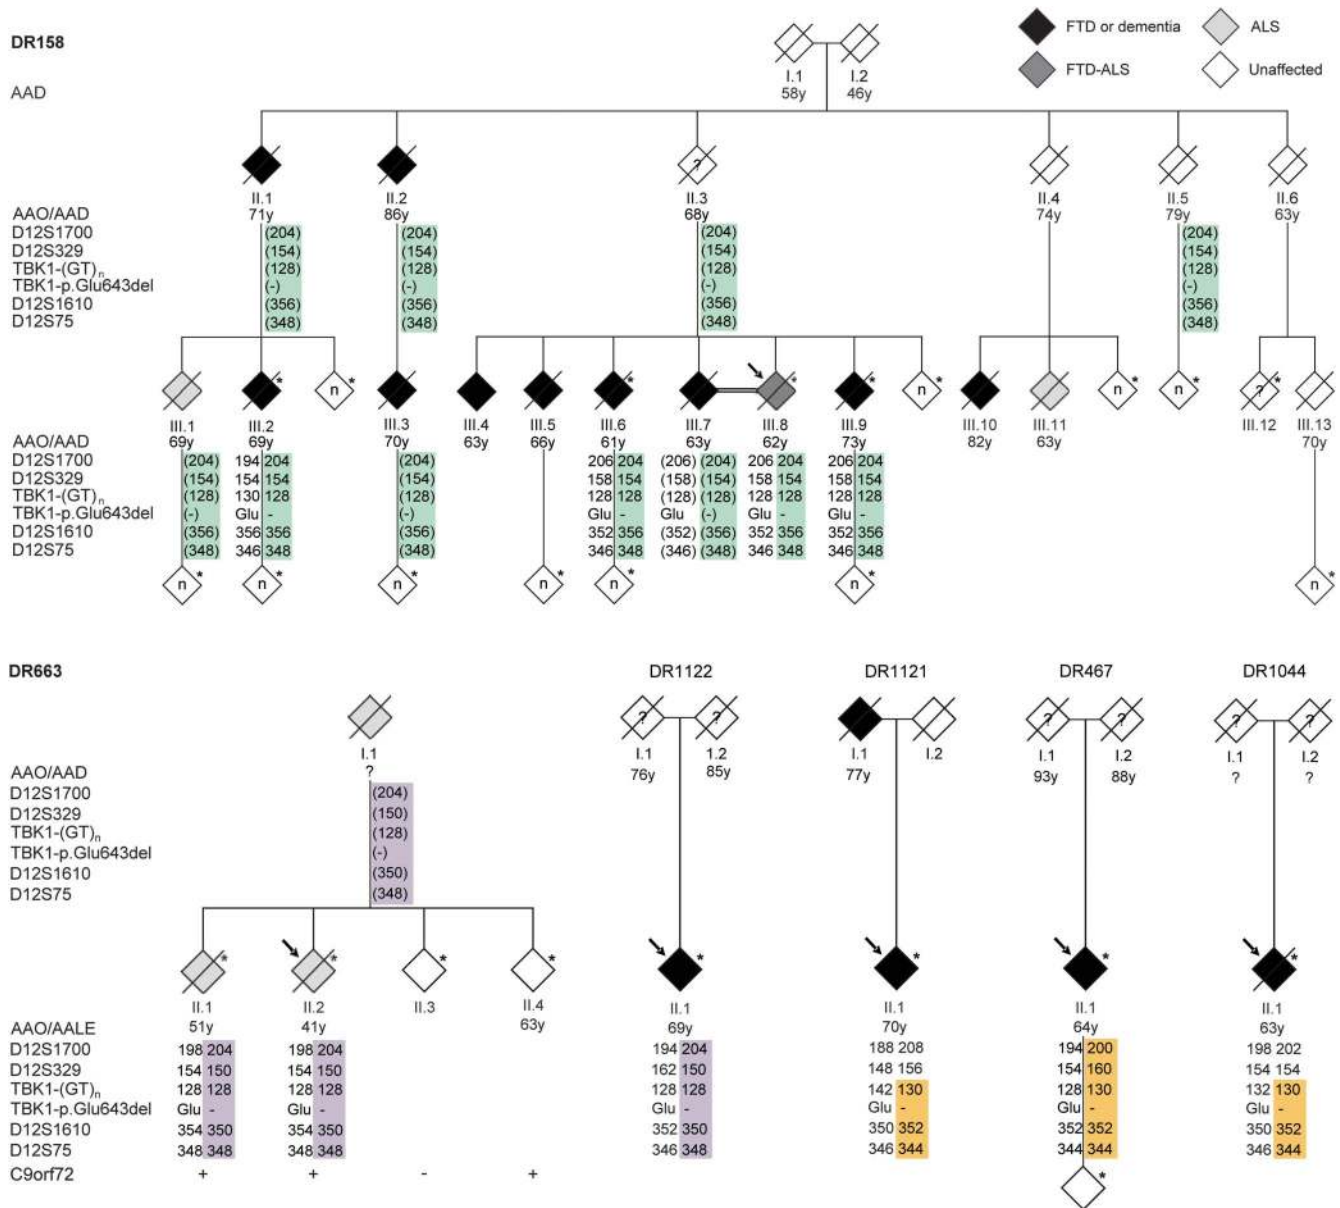 DR158
FTD or dementia
ALS
FTD-ALS
Unaffected
I.1 I.2
AAD 58y 46y
?
II.1 II.2 II.3 II.4 II.5 II.6
AAO/AAD 71y 86y 68y 74y 79y 63y
D12S1700 (204) (204) (204) (204)
D12S329 (154) (154) (154) (154)
TBK1-(GT)n (128) (128) (128) (128)
TBK1-p.Glu643del (-) (-) (-) (-)
D12S1610 (356) (356) (356) (356)
D12S75 (348) (348) (348) (348)
* n * * * * n * n * n * ? *
III.1 III.2 III.3 III.4 III.5 III.6 III.7 III.8 III.9 III.10 III.11 III.12 III.13
AAO/AAD 69y 69y 70y 63y 66y 61y 63y 62y 73y 82y 63y 70y
D12S1700 (204) 194 204 (204) 206 204 (206) (204) 206 204 206 204
D12S329 (154) 154 154 (154) 158 154 (158) (154) 158 154 158 154
TBK1-(GT)n (128) 130 128 (128) 128 128 (128) (128) 128 128 128 128
TBK1-p.Glu643del (-) Glu - (-) Glu - Glu (-) Glu - Glu -
D12S1610 (356) 356 356 (356) 352 356 (352) (356) 352 356 352 356
D12S75 (348) 346 348 (348) 346 348 (346) (348) 346 348 346 348
n * n * n * n * n * n * n *
DR663 DR1122 DR1121 DR467 DR1044
? ? ? ? ? ?
I.1 I.1 1.2 I.1 I.2 I.1 I.2 I.1 I.2
AAO/AAD ? 76y 85y 77y 93y 88y ? ?
D12S1700 (204)
D12S329 (150)
TBK1-(GT)n (128)
TBK1-p.Glu643del (-)
D12S1610 (350)
D12S75 (348)
* * * * * * * *
II.1 II.2 II.3 II.4 II.1 II.1 II.1 II.1
AAO/AALE 51y 41y 63y 69y 70y 64y 63y
D12S1700 198 204 198 204 194 204 188 208 194 200 198 202
D12S329 154 150 154 150 162 150 148 156 154 160 154 154
TBK1-(GT)n 128 128 128 128 128 128 142 130 128 130 132 130
TBK1-p.Glu643del Glu - Glu - Glu - Glu - Glu - Glu -
D12S1610 354 350 354 350 352 350 350 352 352 352 350 352
D12S75 348 348 348 348 346 348 346 344 344 344 346 344
C9orf72 + + - +
*